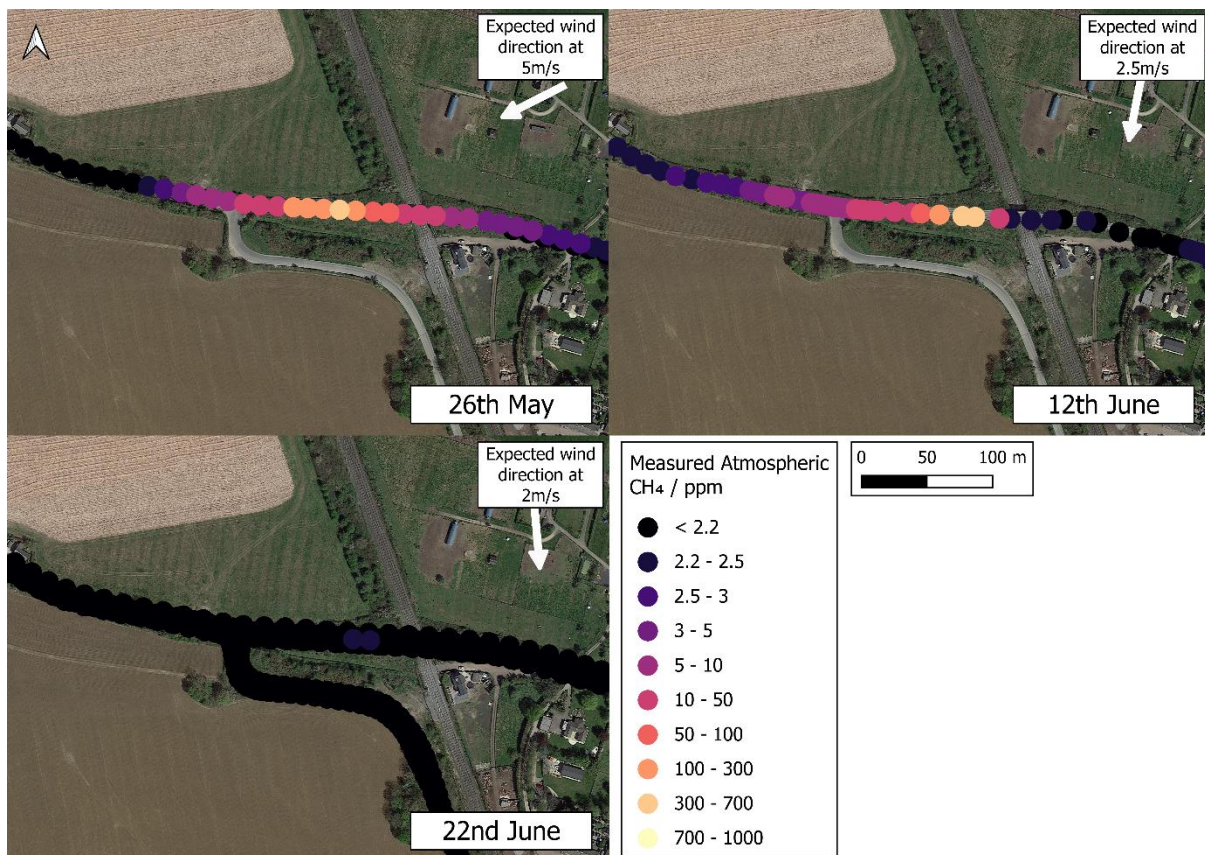 Expected wind
direction at
5m/s
26th May
Expected wind
direction at
2.5m/s
12th June
Expected wind
direction at
2m/s
22nd June
Measured Atmospheric
CH₄ / ppm
< 2.2
2.2 - 2.5
2.5 - 3
3 - 5
5 - 10
10 - 50
50 - 100
100 - 300
300 - 700
700 - 1000
0 50 100 m